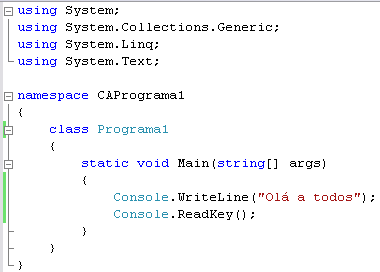 using System;
using System.Collections.Generic;
using System.Linq;
using System.Text;
namespace CAPrograma1
{
class Programa1
{
static void Main(string[] args)
{
Console.WriteLine("Olá a todos");
Console.ReadKey();
}
}
}